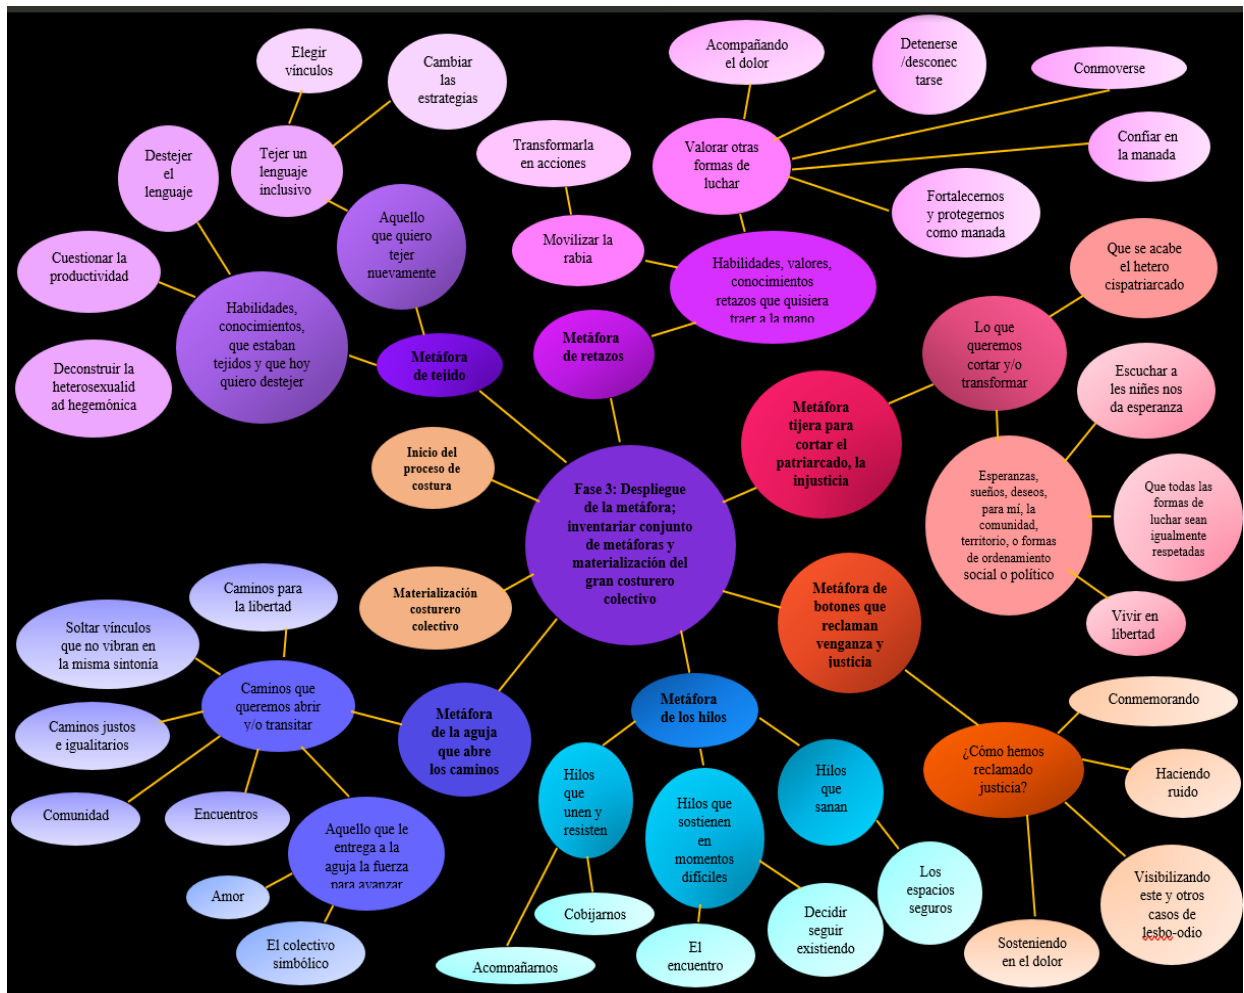 Elegir
vínculos
Cambiar
las
estrategias
Destejer
el
lenguaje
Tejer un
lenguaje
inclusivo
Aquello
que quiero
tejer
nuevamente
Cuestionar la
productividad
Habilidades,
conocimientos,
que estaban
tejidos y que hoy
quiero destejer
Deconstruir la
heterosexualid
ad hegemónica
Metáfora
de tejido
Acompañando
el dolor
Detenerse
/desconec
tarse
Conmoverse
Transformarla
en acciones
Valorar otras
formas de
luchar
Confiar en
la manada
Fortalecernos
y protegernos
como manada
Movilizar la
rabia
Habilidades, valores,
conocimientos
retazos que quisiera
traer a la mano
Metáfora
de retazos
Que se acabe
el hetero
cispatriarcado
Lo que
queremos
cortar y/o
transformar
Metáfora
tijera para
cortar el
patriarcado, la
injusticia
Escuchar a
les niñes nos
da esperanza
Esperanzas,
sueños, deseos,
para mí, la
comunidad,
territorio, o formas
de ordenamiento
social o político
Que todas las
formas de
luchar sean
igualmente
respetadas
Vivir en
libertad
Inicio del
proceso de
costura
Fase 3: Despliegue
de la metáfora;
inventariar conjunto
de metáforas y
materialización del
gran costurero
colectivo
Materialización
costurero
colectivo
Metáfora de
botones que
reclaman
venganza y
justicia
Caminos para
la libertad
Soltar vínculos
que no vibran en
la misma sintonía
Caminos que
queremos abrir
y/o transitar
Caminos justos
e igualitarios
Comunidad
Encuentros
Metáfora
de la aguja
que abre
los caminos
Aquello que le
entrega a la
aguja la fuerza
para avanzar
Amor
El colectivo
simbólico
Metáfora
de los hilos
Hilos
que
unen y
resisten
Hilos que
sostienen
en
momentos
difíciles
Hilos
que
sanan
Cobijarnos
Acompañarnos
El
encuentro
Decidir
seguir
existiendo
Los
espacios
seguros
¿Cómo hemos
reclamado
justicia?
Conmemorando
Haciendo
ruido
Visibilizando
este y otros
casos de
lesbo-odio
Sosteniendo
en el dolor